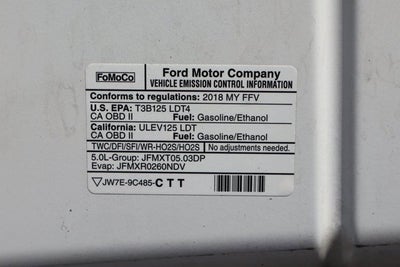 FoMoCo
Ford Motor Company
VEHICLE EMISSION CONTROL INFORMATION
Conforms to regulations: 2018 MY FFV
U.S. EPA: T3B125 LDT4
CA OBD II Fuel: Gasoline/Ethanol
California: ULEV125 LDT
CA OBD II Fuel: Gasoline/Ethanol
TWC/DFI/SFI/WR-HO2S/HO2S No adjustments needed.
5.0L-Group: JFMXT05.03DP
Evap: JFMXR0260NDV
JW7E-9C485-CTT